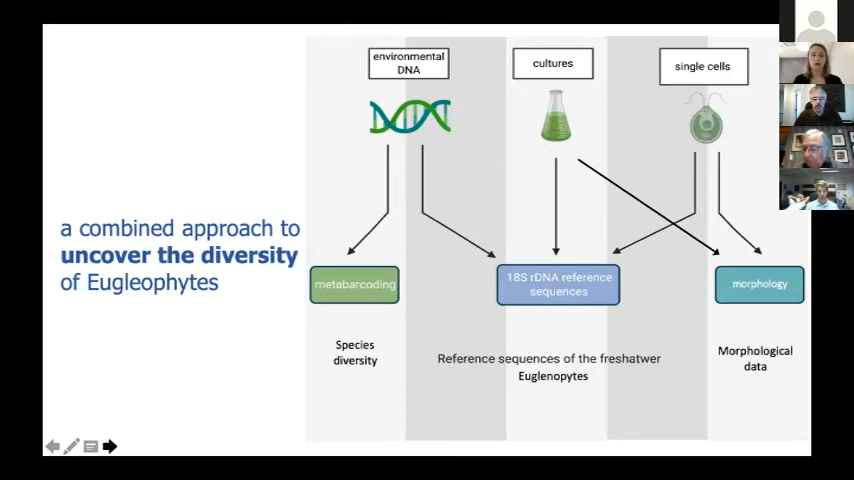 environmental
DNA
cultures
single cells
a combined approach to
uncover the diversity
of Eugleophytes
metabarcoding
18S rDNA reference
sequences
morphology
Species
diversity
Reference sequences of the freshatwer
Euglenopytes
Morphological
data